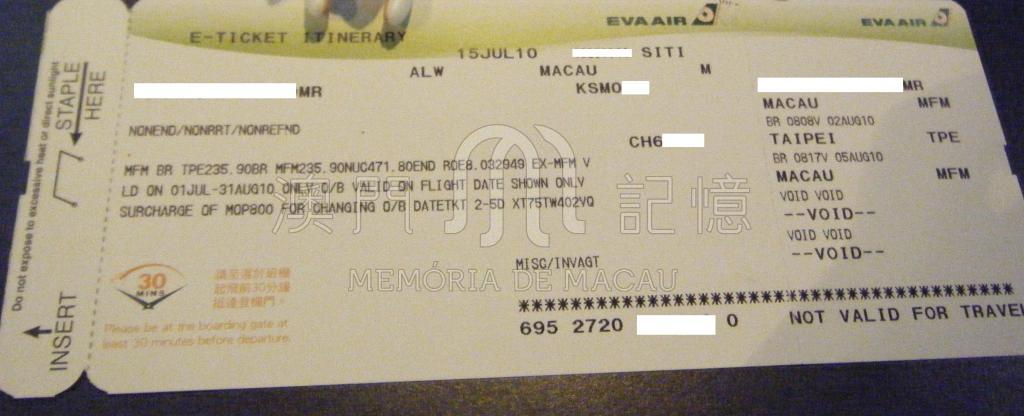 EVA AIR
EVA AIR
E-TICKET ITINERARY
15JUL10 SITI
ALW MACAU M
MR KSMO
MR
MACAU MFM
BR 0808V 02AUG10
NONEND/NONRRT/NONREFND
CH6
TAIPEI TPE
BR 0817V 05AUG10
MFM BR TPE235.90BR MFM235.90NUC471.80END ROE8.032949 EX-MFM V
MACAU MFM
LD ON 01JUL-31AUG10 ONLY O/B VALID ON FLIGHT DATE SHOWN ONLY
VOID VOID
SURCHARGE OF MOP800 FOR CHANGING O/B DATETKT 2-5D XT75TW402VQ
--VOID--
VOID VOID
--VOID--
澳門記憶
MEMÓRIA DE MACAU
MISC/INVAGT
30
MINS
請至遲於班機
起飛前30分鐘
抵達登機門。
Please be at the boarding gate at
least 30 minutes before departure.
695 2720 0 NOT VALID FOR TRAVEL
Do not expose to excessive heat or direct sunlight
STAPLE
HERE
INSERT